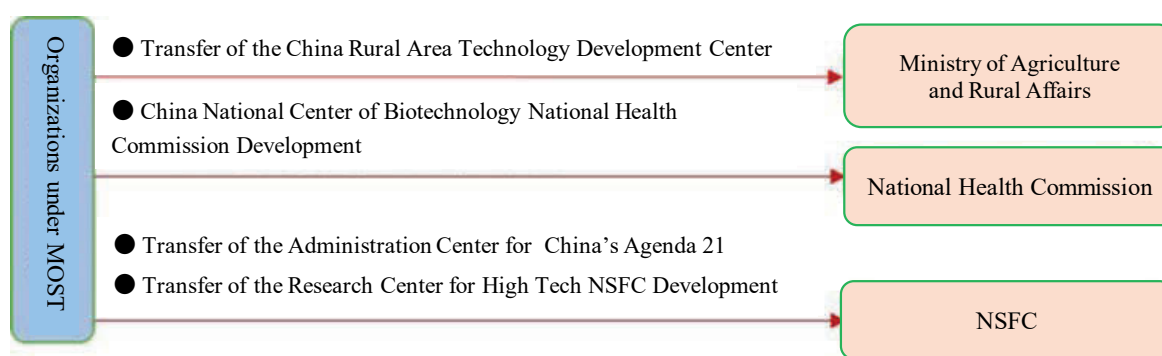 Organizations under MOST
● Transfer of the China Rural Area Technology Development Center
Ministry of Agriculture
and Rural Affairs
● China National Center of Biotechnology National Health
Commission Development
National Health Commission
● Transfer of the Administration Center for China's Agenda 21
● Transfer of the Research Center for High Tech NSFC Development
NSFC